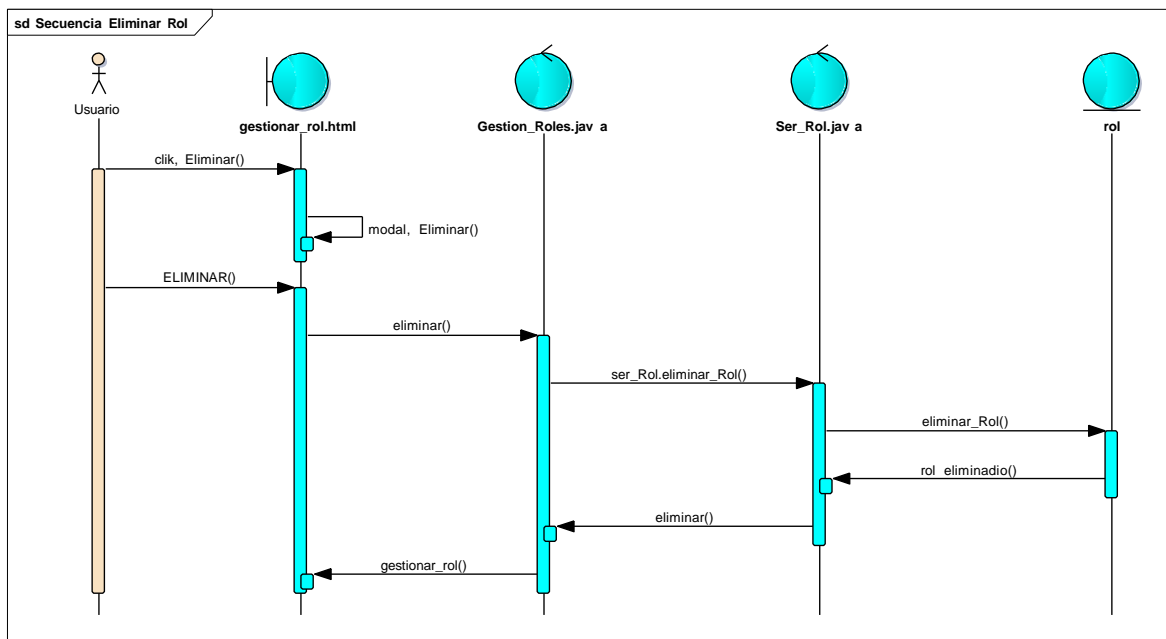 sd Secuencia Eliminar Rol
Usuario
gestionar_rol.html
Gestion_Roles.jav a
Ser_Rol.jav a
rol
clik, Eliminar()
modal, Eliminar()
ELIMINAR()
eliminar()
ser_Rol.eliminar_Rol()
eliminar_Rol()
rol eliminadio()
eliminar()
gestionar_rol()